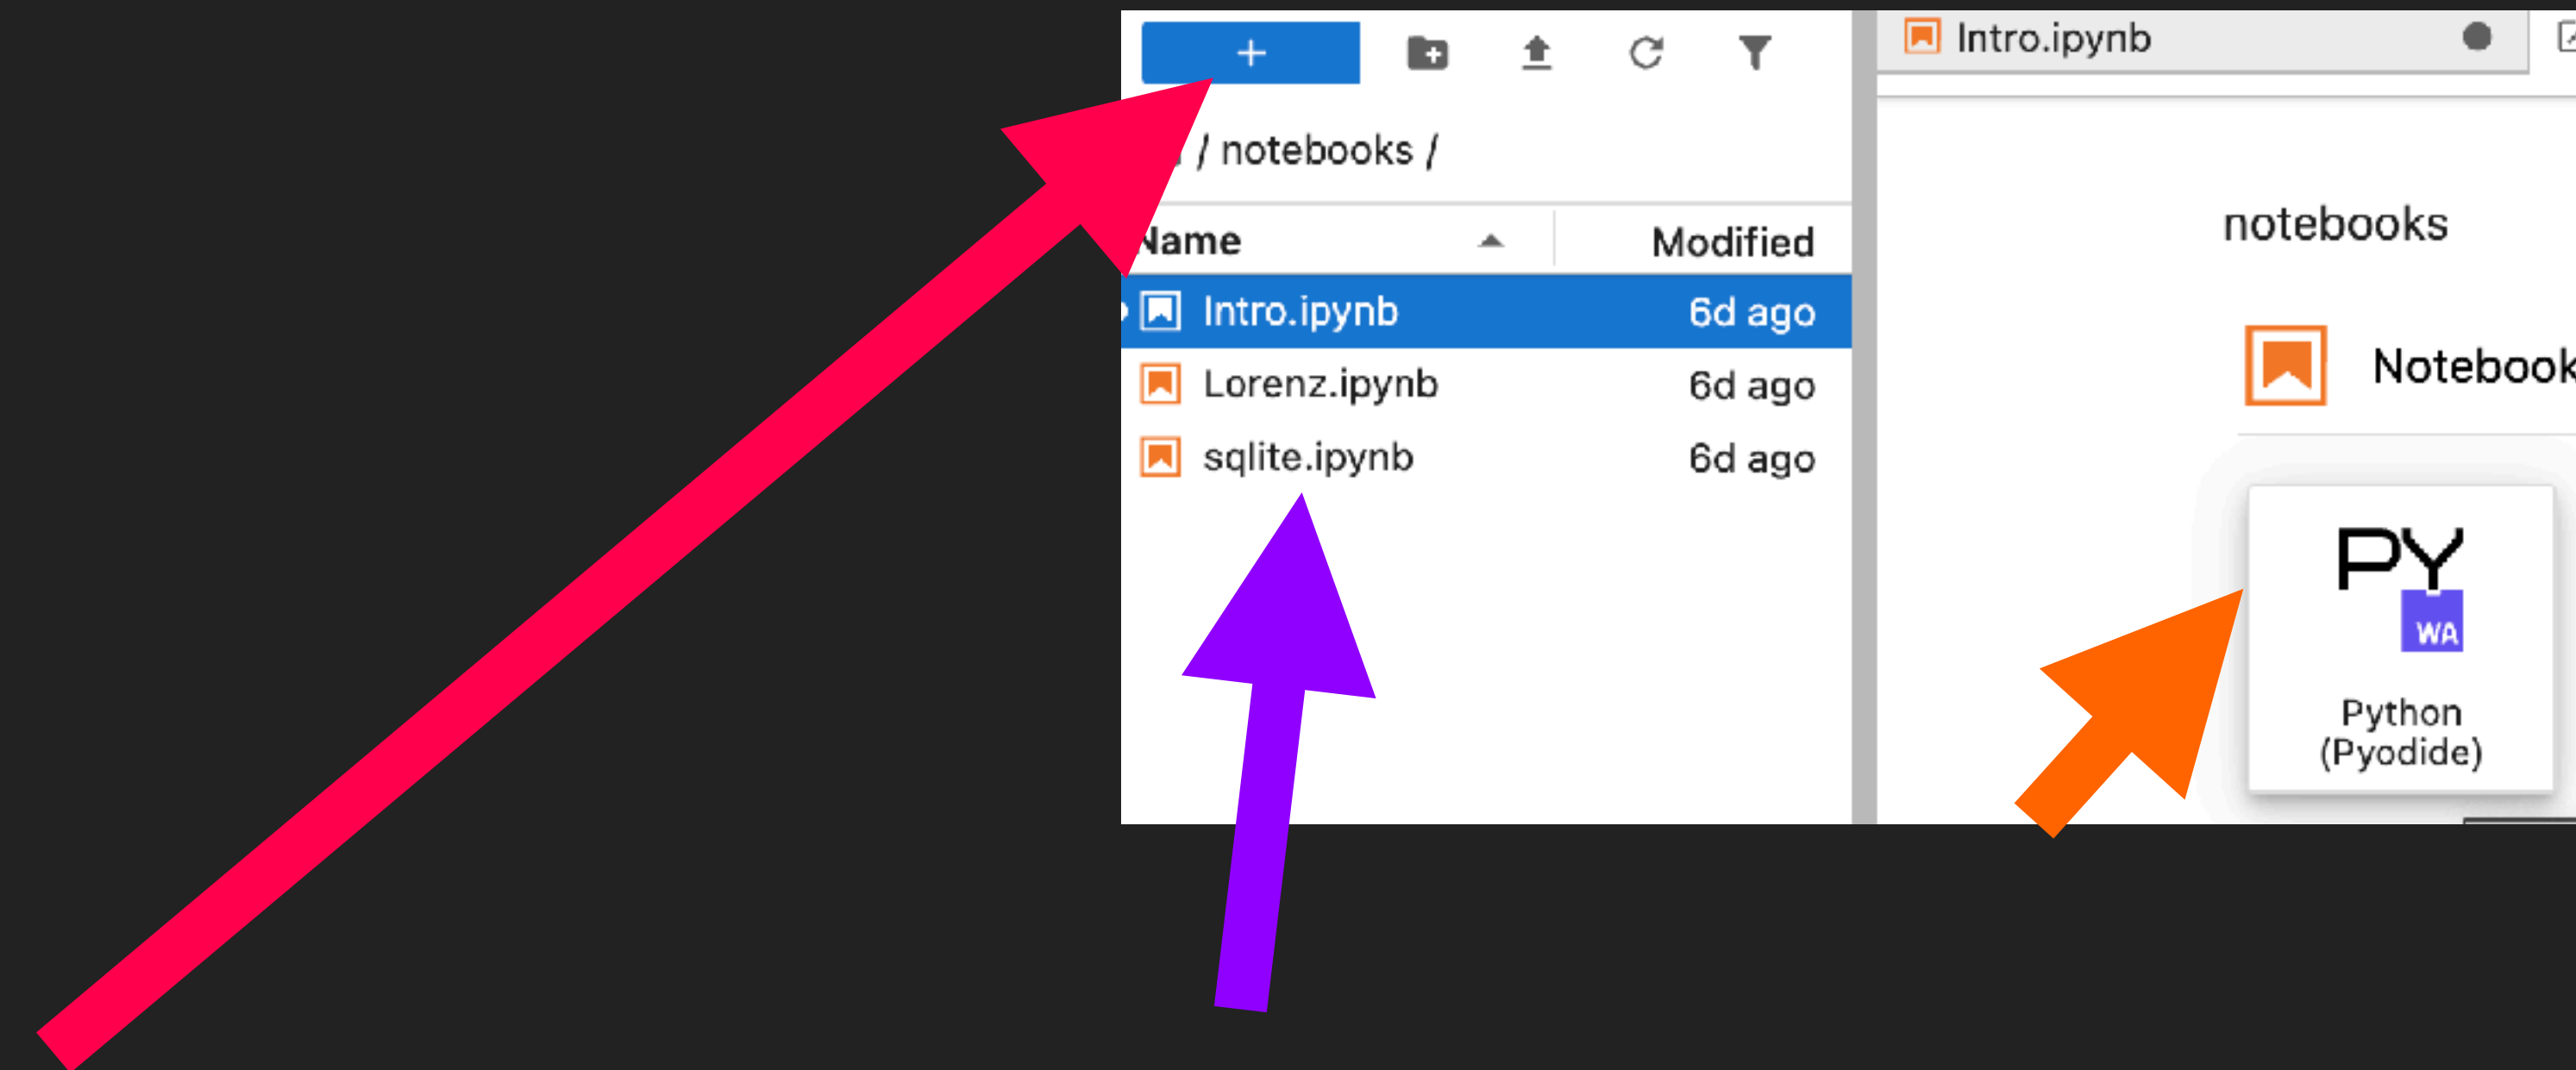 +
/ notebooks /
Name Modified
Intro.ipynb 6d ago
Lorenz.ipynb 6d ago
sqlite.ipynb 6d ago
Intro.ipynb
notebooks
Notebook
PY
WA
Python
(Pyodide)